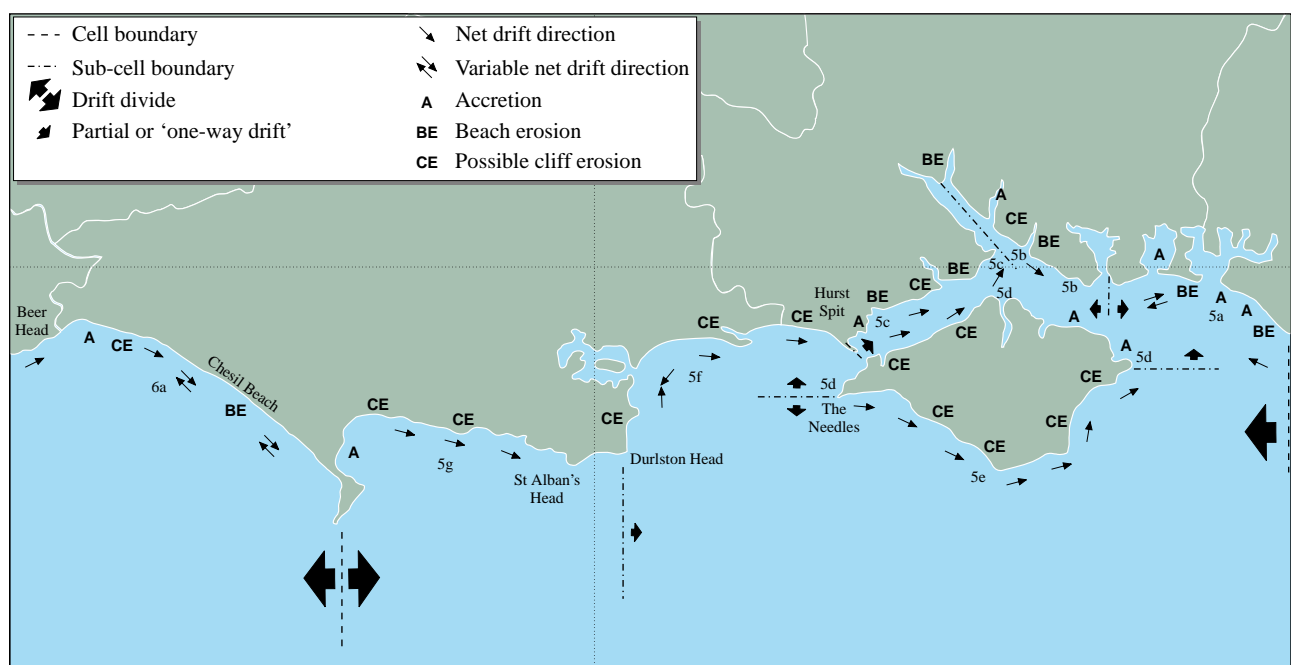 Cell boundary
Sub-cell boundary
Drift divide
Partial or ‘one-way drift’
Net drift direction
Variable net drift direction
A Accretion
BE Beach erosion
CE Possible cliff erosion
BE
A
CE
BE
5b
5c
5d
BE
CE
BE
5b
A
BE
A
5a
A
BE
Hurst
Spit
A
5c
CE
CE
A
A
5d
Beer
Head
A
CE
6a
Chesil Beach
BE
CE
CE
A
5g
St Alban's
Head
CE
Durlston Head
5f
CE
CE
5d
The
Needles
CE
CE
5e
CE
CE